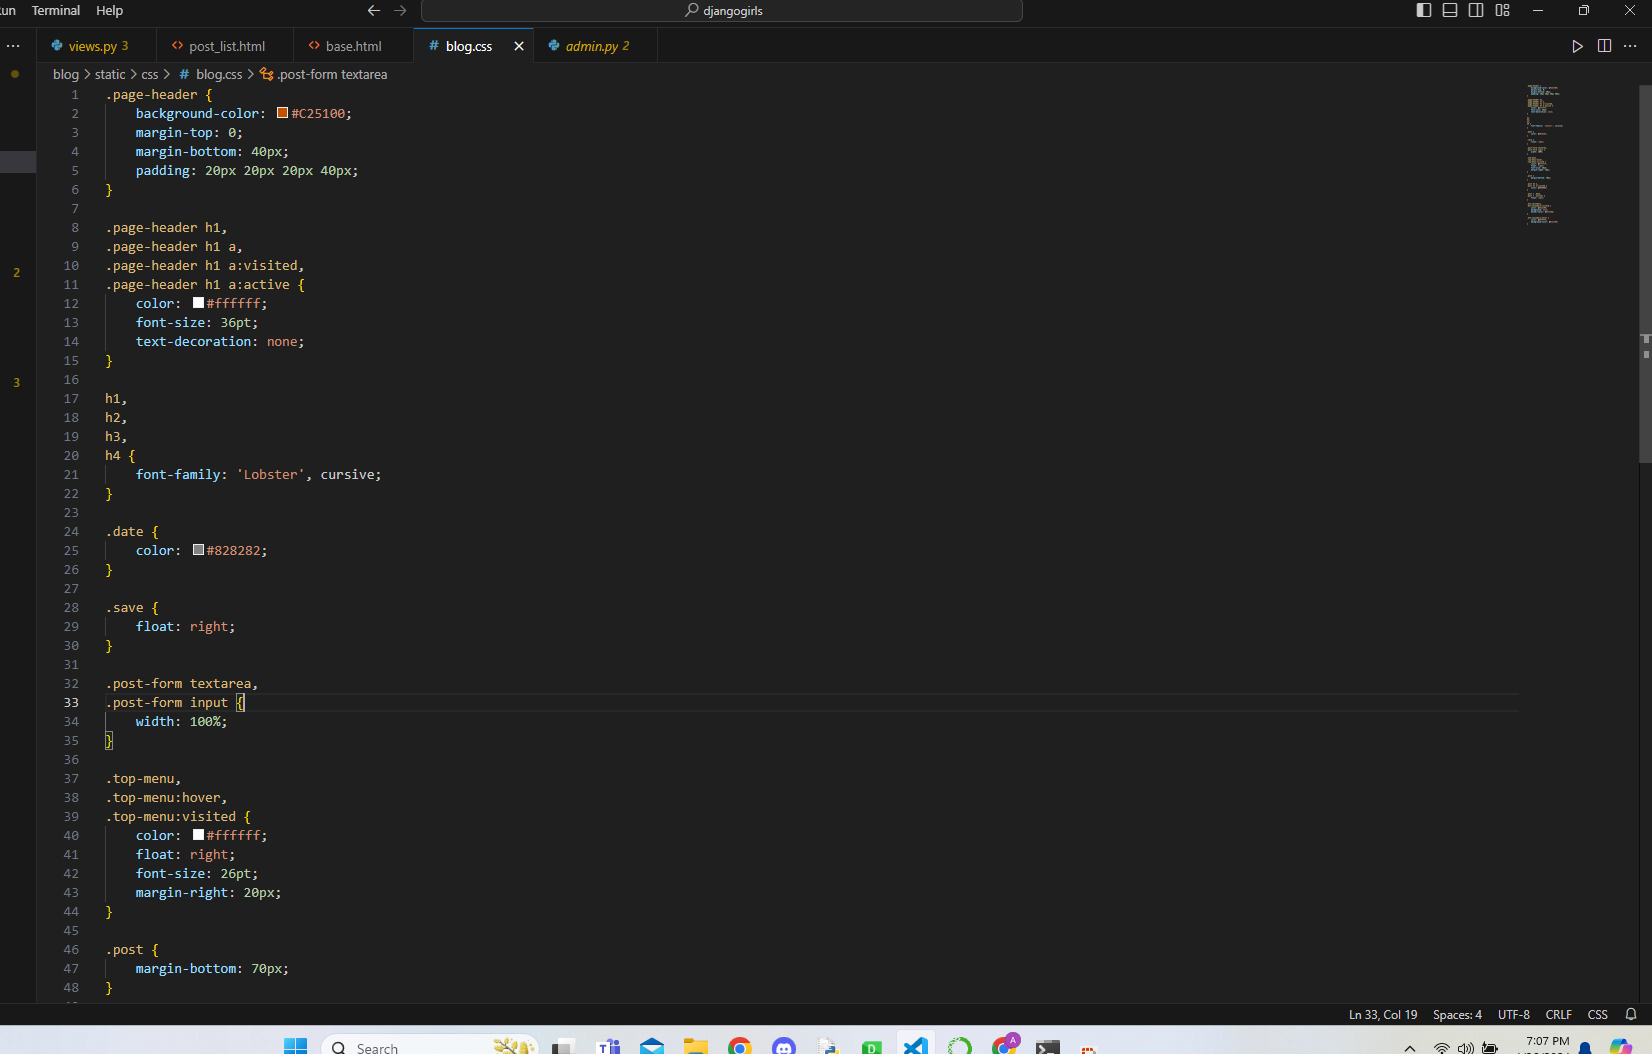 Terminal Help
djangogirls
views.py 3
post_list.html
base.html
# blog.css
admin.py 2
blog > static > css > # blog.css > .post-form textarea
1 .page-header {
2 background-color: #C25100;
3 margin-top: 0;
4 margin-bottom: 40px;
5 padding: 20px 20px 20px 40px;
6 }
7
8 .page-header h1,
9 .page-header h1 a,
10 .page-header h1 a:visited,
11 .page-header h1 a:active {
12 color: #ffffff;
13 font-size: 36pt;
14 text-decoration: none;
15 }
16
17 h1,
18 h2,
19 h3,
20 h4 {
21 font-family: 'Lobster', cursive;
22 }
23
24 .date {
25 color: #828282;
26 }
27
28 .save {
29 float: right;
30 }
31
32 .post-form textarea,
33 .post-form input {
34 width: 100%;
35 }
36
37 .top-menu,
38 .top-menu:hover,
39 .top-menu:visited {
40 color: #ffffff;
41 float: right;
42 font-size: 26pt;
43 margin-right: 20px;
44 }
45
46 .post {
47 margin-bottom: 70px;
48 }
2
3
Ln 33, Col 19 Spaces: 4 UTF-8 CRLF CSS
Search
7:07 PM